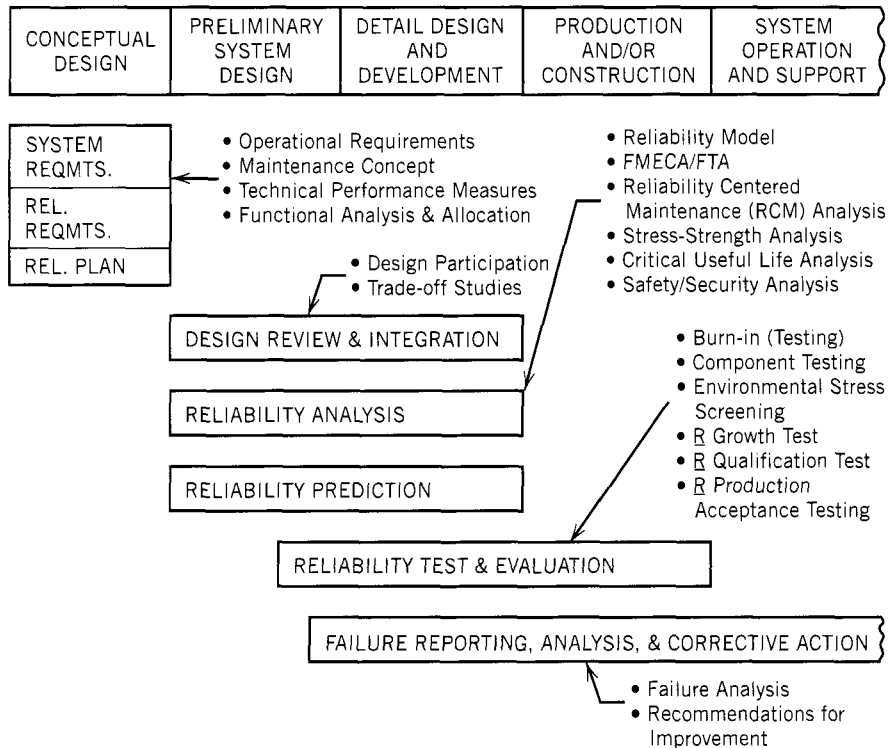 CONCEPTUAL
DESIGN
PRELIMINARY
SYSTEM
DESIGN
DETAIL DESIGN
AND
DEVELOPMENT
PRODUCTION
AND/OR
CONSTRUCTION
SYSTEM
OPERATION
AND SUPPORT
SYSTEM
REQMTS.
REL.
REQMTS.
REL. PLAN
• Operational Requirements
• Maintenance Concept
• Technical Performance Measures
• Functional Analysis & Allocation
• Reliability Model
• FMECA/FTA
• Reliability Centered
Maintenance (RCM) Analysis
• Stress-Strength Analysis
• Critical Useful Life Analysis
• Safety/Security Analysis
• Design Participation
• Trade-off Studies
DESIGN REVIEW & INTEGRATION
RELIABILITY ANALYSIS
RELIABILITY PREDICTION
• Burn-in (Testing)
• Component Testing
• Environmental Stress
Screening
• R Growth Test
• R Qualification Test
• R Production
Acceptance Testing
RELIABILITY TEST & EVALUATION
FAILURE REPORTING, ANALYSIS, & CORRECTIVE ACTION
• Failure Analysis
• Recommendations for
Improvement